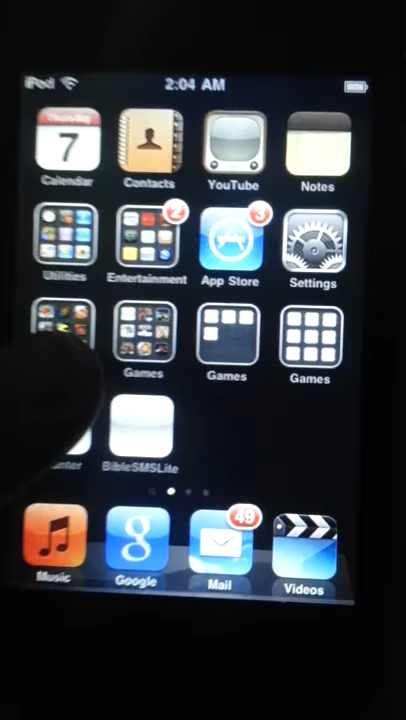 iPod 2:04 AM
Thursday
7
Calendar Contacts YouTube Notes
2 3
Utilities Entertainment App Store Settings
Games Games Games
BibleSMSLite
49
g
Music Google Mail Videos